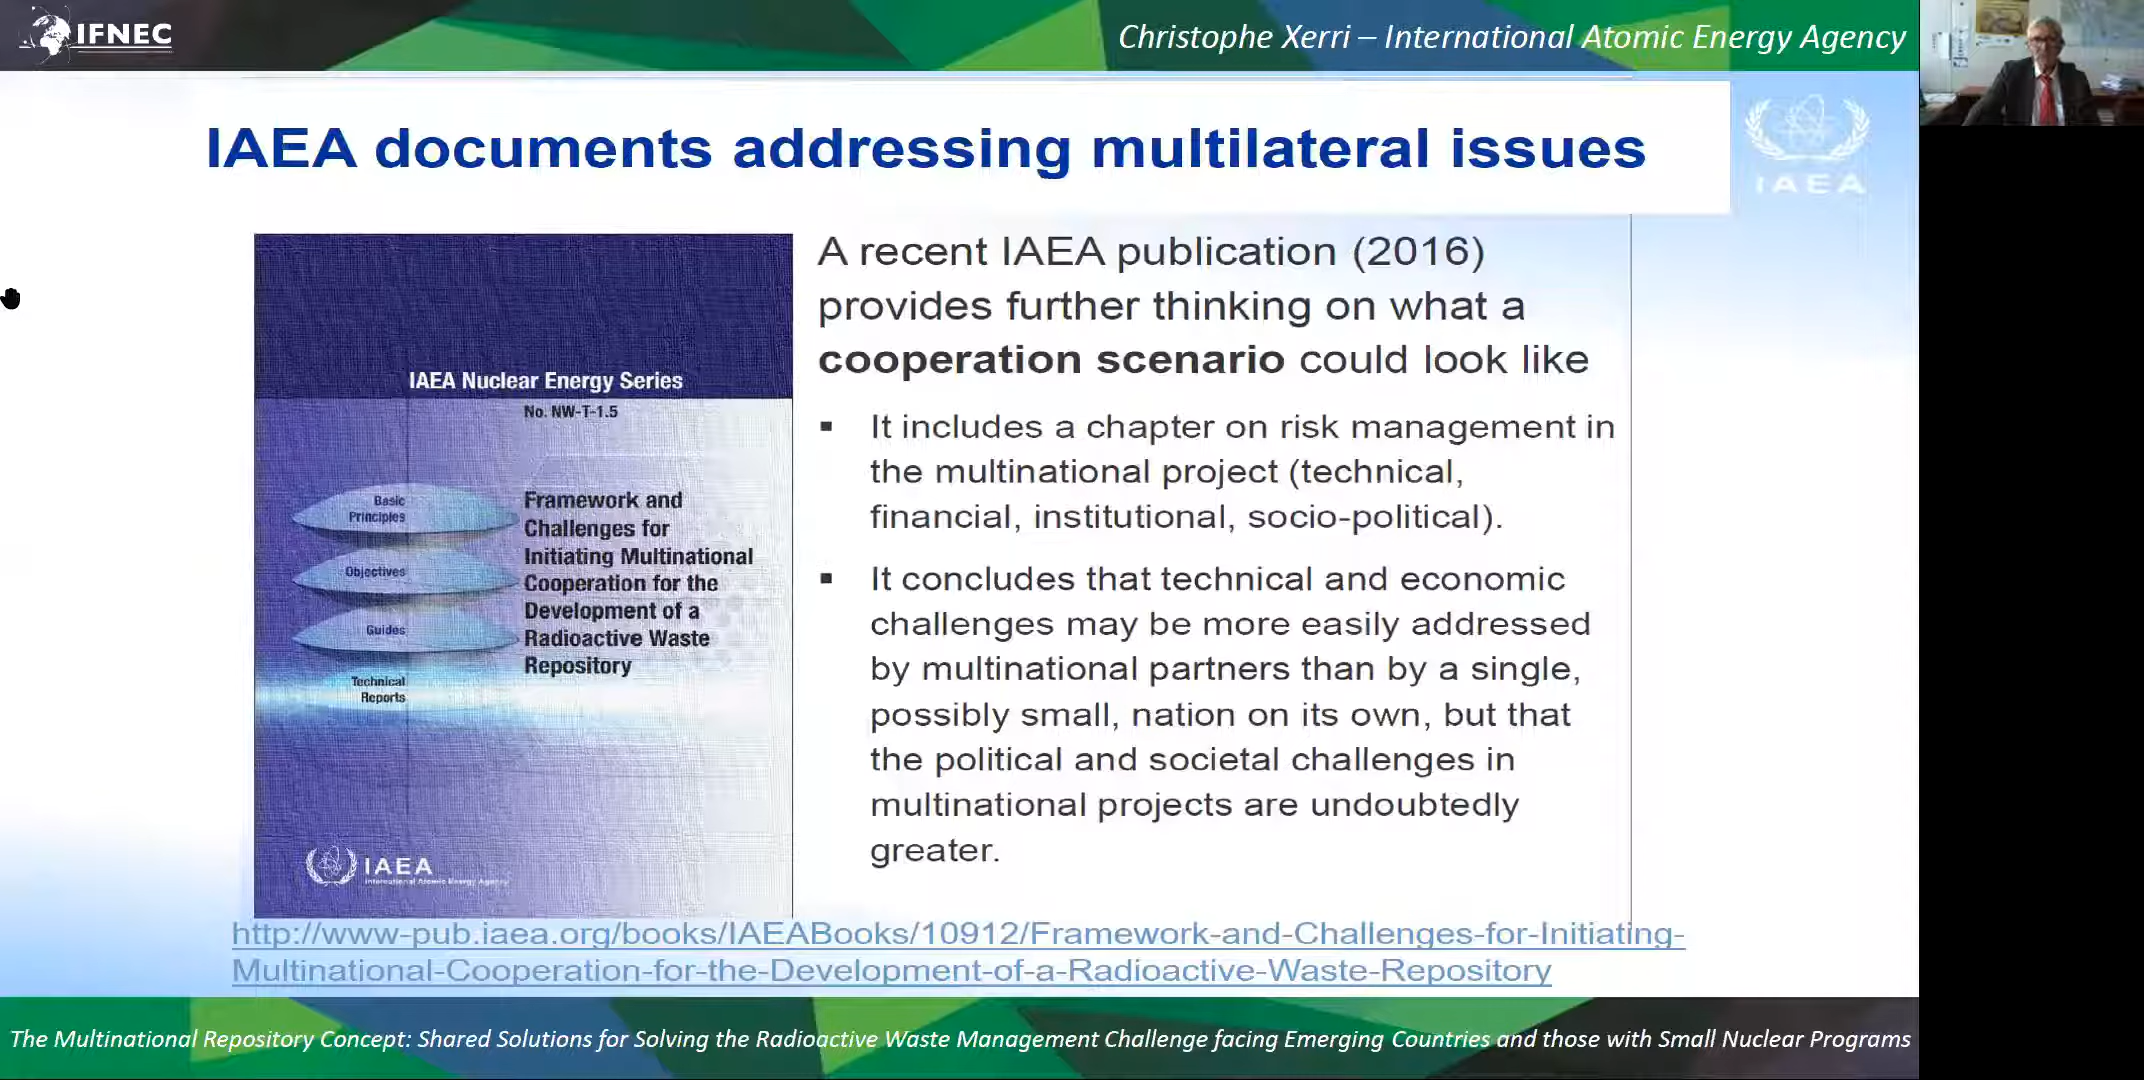 IFNEC
Christophe Xerri – International Atomic Energy Agency
IAEA documents addressing multilateral issues
IAEA
IAEA Nuclear Energy Series
No. NW-T-1.5
Basic
Principles
Objectives
Guides
Technical
Reports
Framework and
Challenges for
Initiating Multinational
Cooperation for the
Development of a
Radioactive Waste
Repository
IAEA
International Atomic Energy Agency
A recent IAEA publication (2016)
provides further thinking on what a
cooperation scenario could look like
▪ It includes a chapter on risk management in
the multinational project (technical,
financial, institutional, socio-political).
▪ It concludes that technical and economic
challenges may be more easily addressed
by multinational partners than by a single,
possibly small, nation on its own, but that
the political and societal challenges in
multinational projects are undoubtedly
greater.
http://www-pub.iaea.org/books/IAEABooks/10912/Framework-and-Challenges-for-Initiating-
Multinational-Cooperation-for-the-Development-of-a-Radioactive-Waste-Repository
The Multinational Repository Concept: Shared Solutions for Solving the Radioactive Waste Management Challenge facing Emerging Countries and those with Small Nuclear Programs